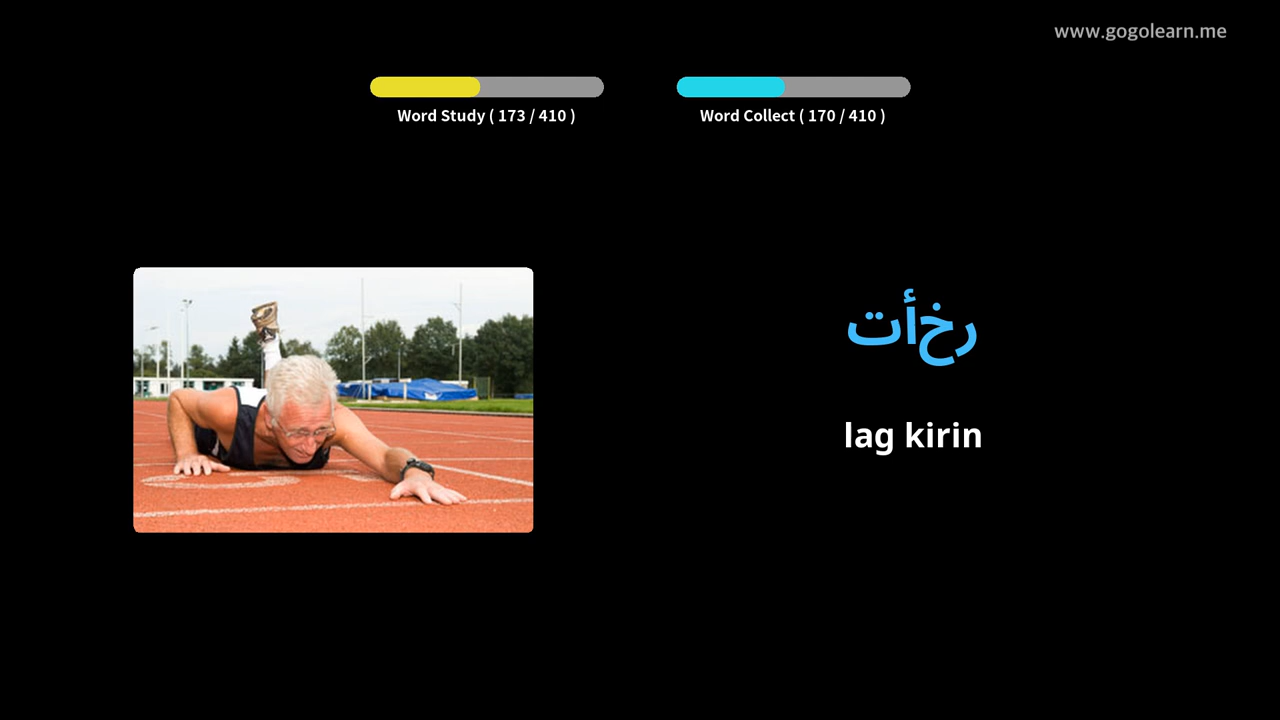 www.gogolearn.me
Word Study ( 173 / 410 )
Word Collect ( 170 / 410 )
رخأت
lag kirin